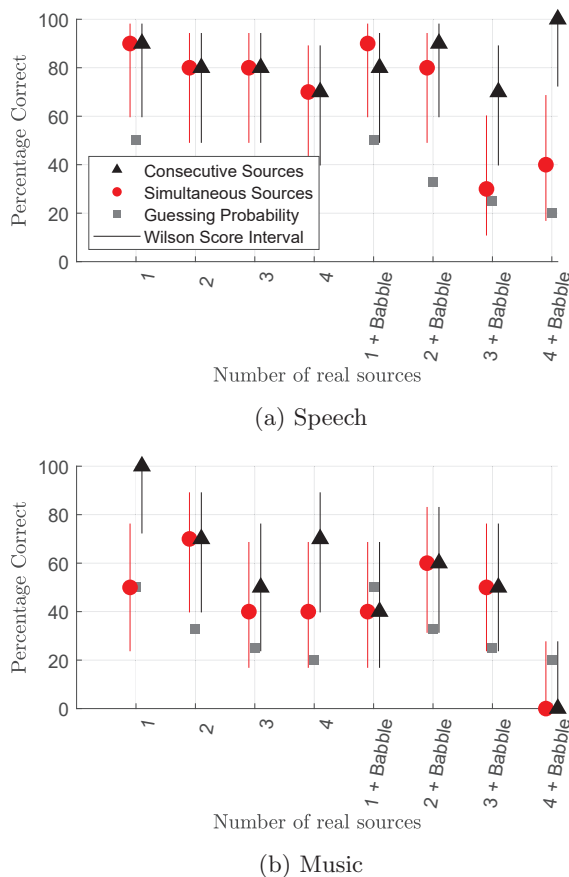 100
80
60
40
20
0
Percentage Correct
Consecutive Sources
Simultaneous Sources
Guessing Probability
Wilson Score Interval
1
2
3
4
1 + Babble
2 + Babble
3 + Babble
4 + Babble
Number of real sources
(a) Speech
100
80
60
40
20
0
Percentage Correct
1
2
3
4
1 + Babble
2 + Babble
3 + Babble
4 + Babble
Number of real sources
(b) Music